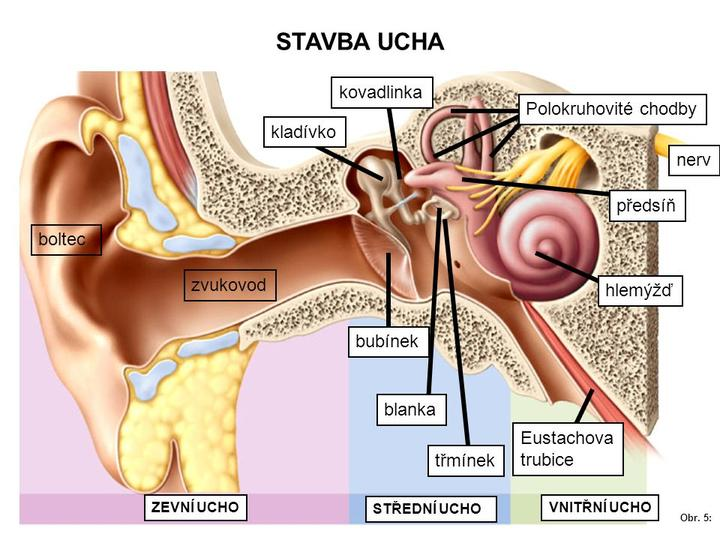 STAVBA UCHA
kovadlinka
Polokruhovité chodby
kladívko
nerv
předsíň
boltec
zvukovod
hlemýžď
bubínek
blanka
Eustachova
trubice
třmínek
ZEVNÍ UCHO
STŘEDNÍ UCHO
VNITŘNÍ UCHO
Obr. 5: